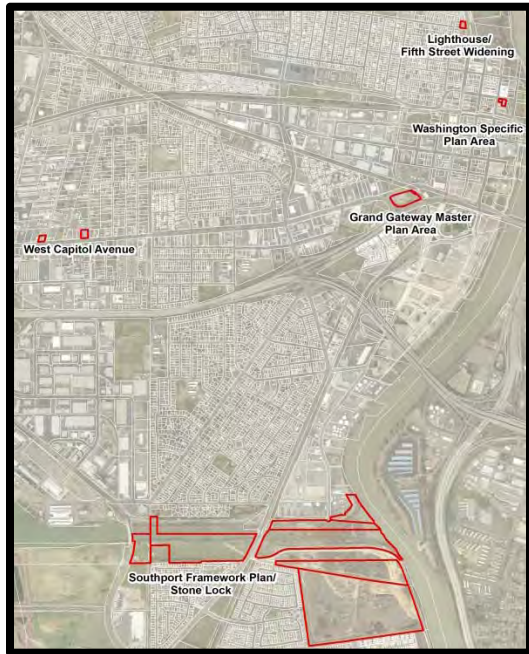 Lighthouse/
Fifth Street Widening
Washington Specific
Plan Area
Grand Gateway Master
Plan Area
West Capitol Avenue
Southport Framework Plan/
Stone Lock